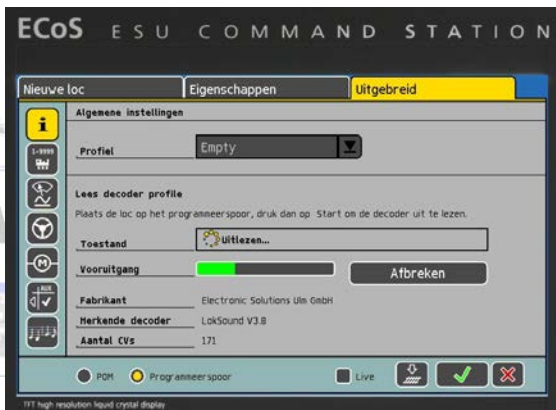 ECoS ESU COMMAND STATION
Nieuwe loc Eigenschappen Uitgebreid
Algemene instellingen
Profiel Empty
Lees decoder profile
Plaats de loc op het programmeerspoor, druk dan op Start om de decoder uit te lezen.
Toestand Uitlezen...
Vooruitgang Afbreken
Fabrikant Electronic Solutions Ulm GmbH
Herkende decoder LokSound V3.8
Aantal CVs 171
POM Programmeerspoor Live
TFT high resolution liquid crystal display